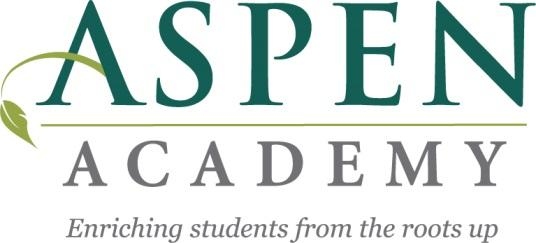 ASPEN
ACADEMY
Enriching students from the roots up